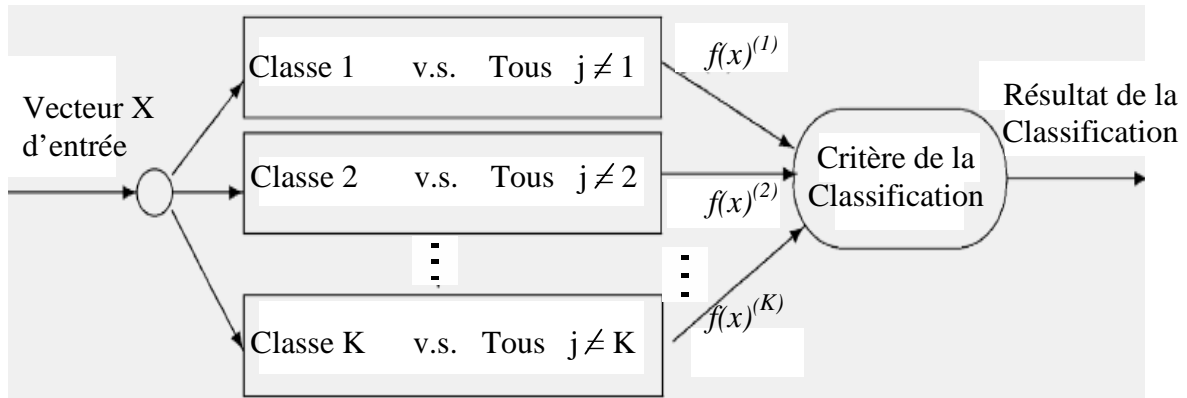 Vecteur X
d'entrée
Classe 1 v.s. Tous j ≠ 1
f(x)^(1)
Classe 2 v.s. Tous j ≠ 2
f(x)^(2)
Classe K v.s. Tous j ≠ K
f(x)^(K)
Critère de la
Classification
Résultat de la
Classification